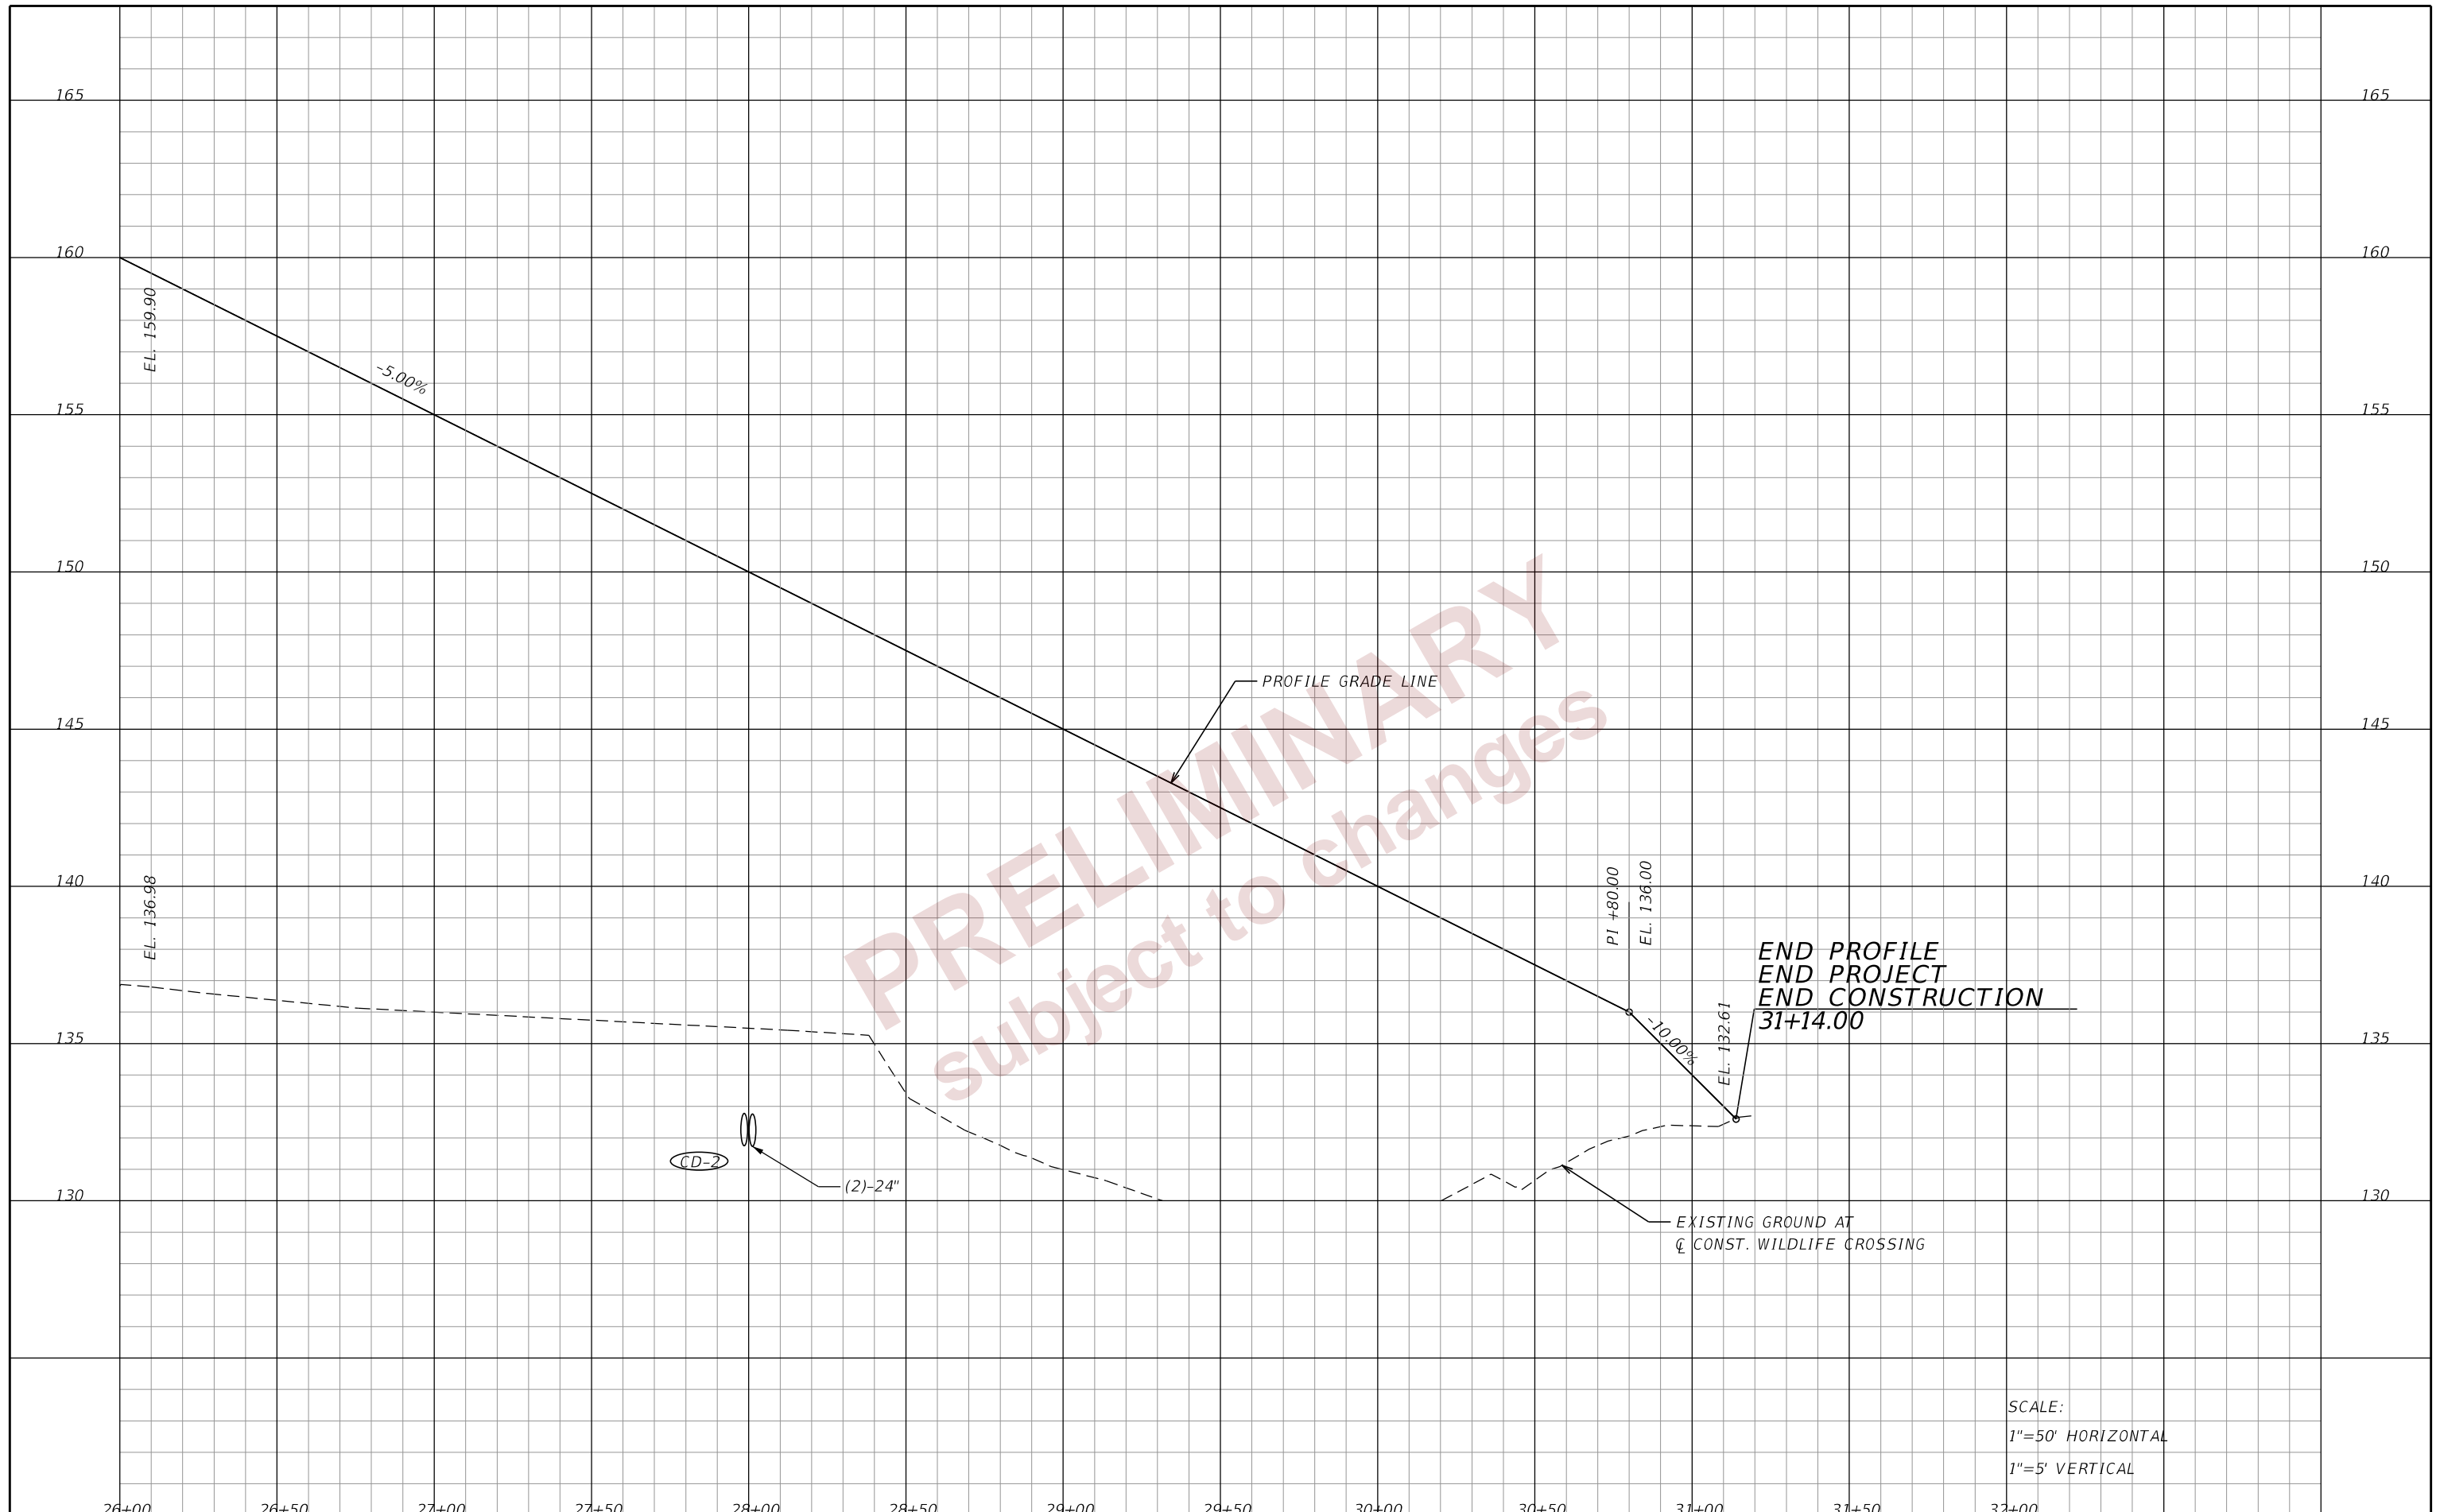 165 165
160 160
EL. 159.90
-5.00%
155 155
150 150
PRELIMINARY
subject to changes
PROFILE GRADE LINE
145 145
140 140
EL. 136.98
PI +80.00
EL. 136.00
END PROFILE
END PROJECT
END CONSTRUCTION
31+14.00
-10.00%
EL. 132.61
135 135
CD-2
(2)-24"
130 130
EXISTING GROUND AT
℄ CONST. WILDLIFE CROSSING
SCALE:
1"=50' HORIZONTAL
1"=5' VERTICAL
26+00 26+50 27+00 27+50 28+00 28+50 29+00 29+50 30+00 30+50 31+00 31+50 32+00